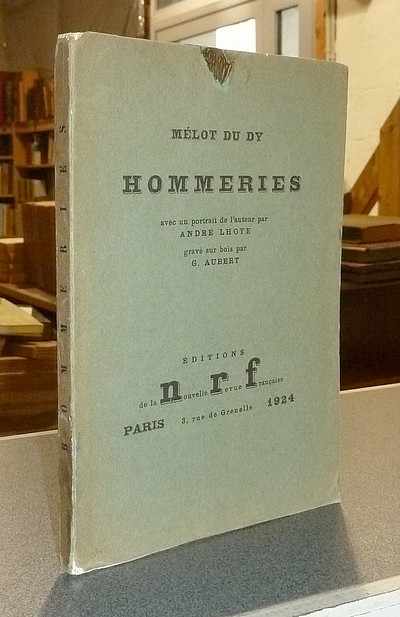 MÉLOT DU DY
HOMMERIES
avec un portrait de l'auteur par
ANDRÉ LHOTE
gravé sur bois par
G. AUBERT
ÉDITIONS
de la nouvelle revue française
PARIS 3, rue de Grenelle 1924
HOMMERIES